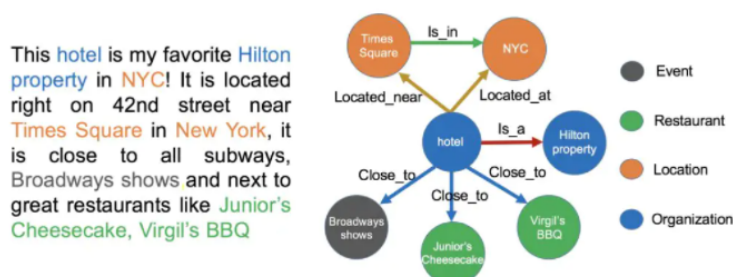 This hotel is my favorite Hilton
property in NYC! It is located
right on 42nd street near
Times Square in New York, it
is close to all subways,
Broadways shows and next to
great restaurants like Junior's
Cheesecake, Virgil's BBQ
Times
Square
Is_in
NYC
Located_near
Located_at
hotel
Is_a
Hilton
property
Close_to
Close_to
Close_to
Broadways
shows
Junior's
Cheesecake
Virgil's
BBQ
Event
Restaurant
Location
Organization